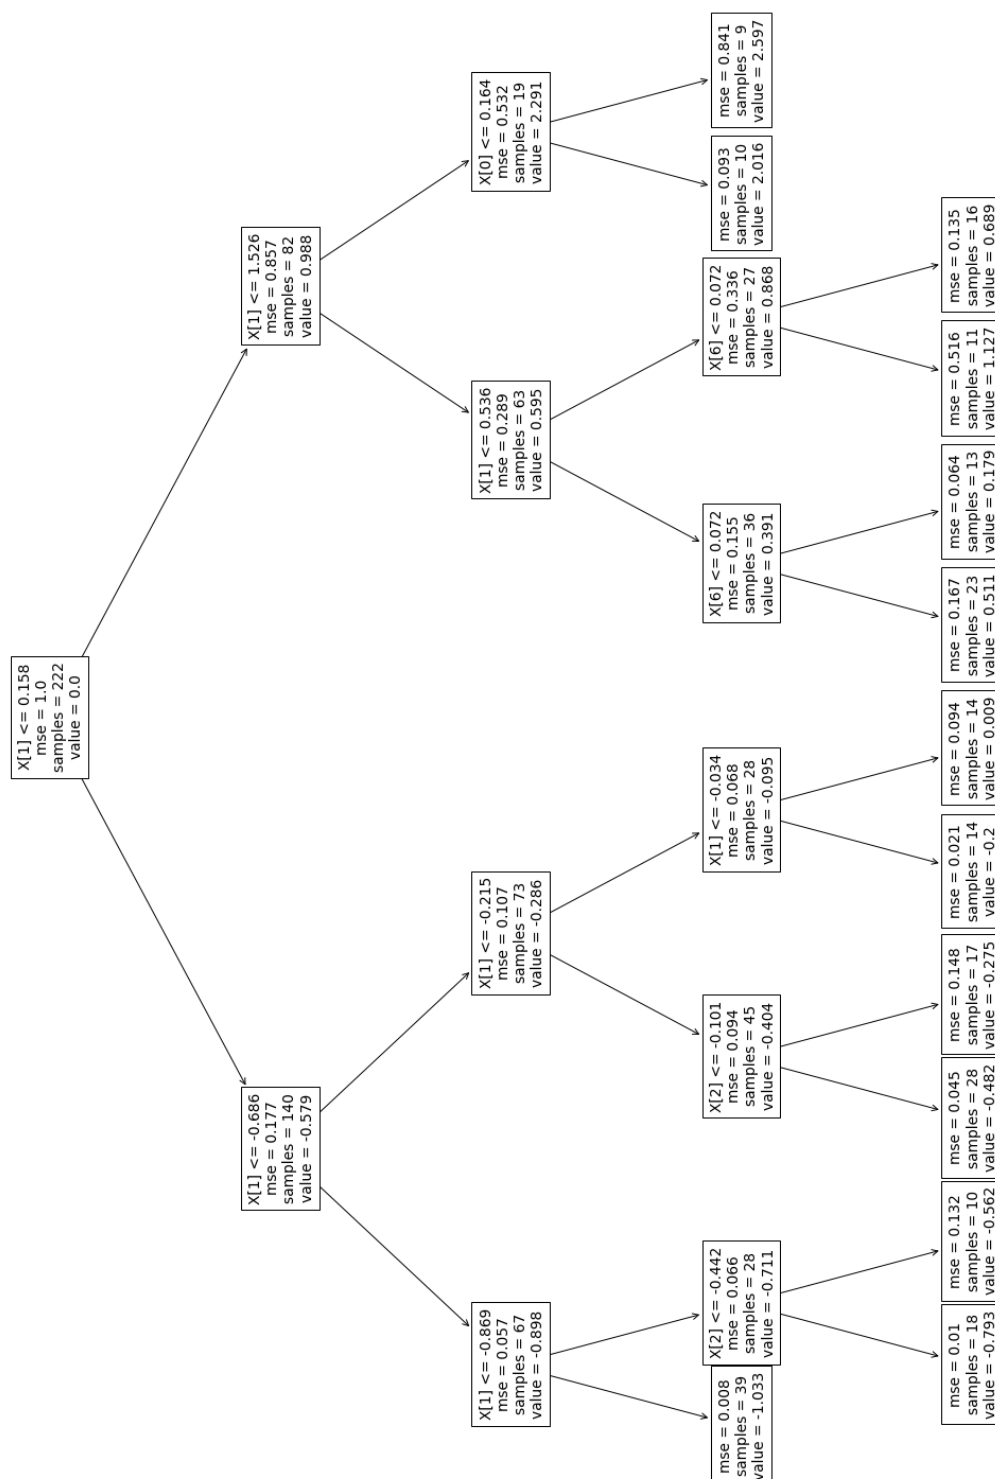 X[1] <= 0.158
mse = 1.0
samples = 222
value = 0.0
X[1] <= -0.686
mse = 0.177
samples = 140
value = -0.579
X[1] <= 1.526
mse = 0.857
samples = 82
value = 0.988
X[1] <= -0.869
mse = 0.057
samples = 67
value = -0.898
X[1] <= -0.215
mse = 0.107
samples = 73
value = -0.286
X[1] <= 0.536
mse = 0.289
samples = 63
value = 0.595
X[0] <= 0.164
mse = 0.532
samples = 19
value = 2.291
mse = 0.008
samples = 39
value = -1.033
X[2] <= -0.442
mse = 0.066
samples = 28
value = -0.711
X[2] <= -0.101
mse = 0.094
samples = 45
value = -0.404
X[1] <= -0.034
mse = 0.068
samples = 28
value = -0.095
X[6] <= 0.072
mse = 0.155
samples = 36
value = 0.391
X[6] <= 0.072
mse = 0.336
samples = 27
value = 0.868
mse = 0.093
samples = 10
value = 2.016
mse = 0.841
samples = 9
value = 2.597
mse = 0.01
samples = 18
value = -0.793
mse = 0.132
samples = 10
value = -0.562
mse = 0.045
samples = 28
value = -0.482
mse = 0.148
samples = 17
value = -0.275
mse = 0.021
samples = 14
value = -0.2
mse = 0.094
samples = 14
value = 0.009
mse = 0.167
samples = 23
value = 0.511
mse = 0.064
samples = 13
value = 0.179
mse = 0.516
samples = 11
value = 1.127
mse = 0.135
samples = 16
value = 0.689